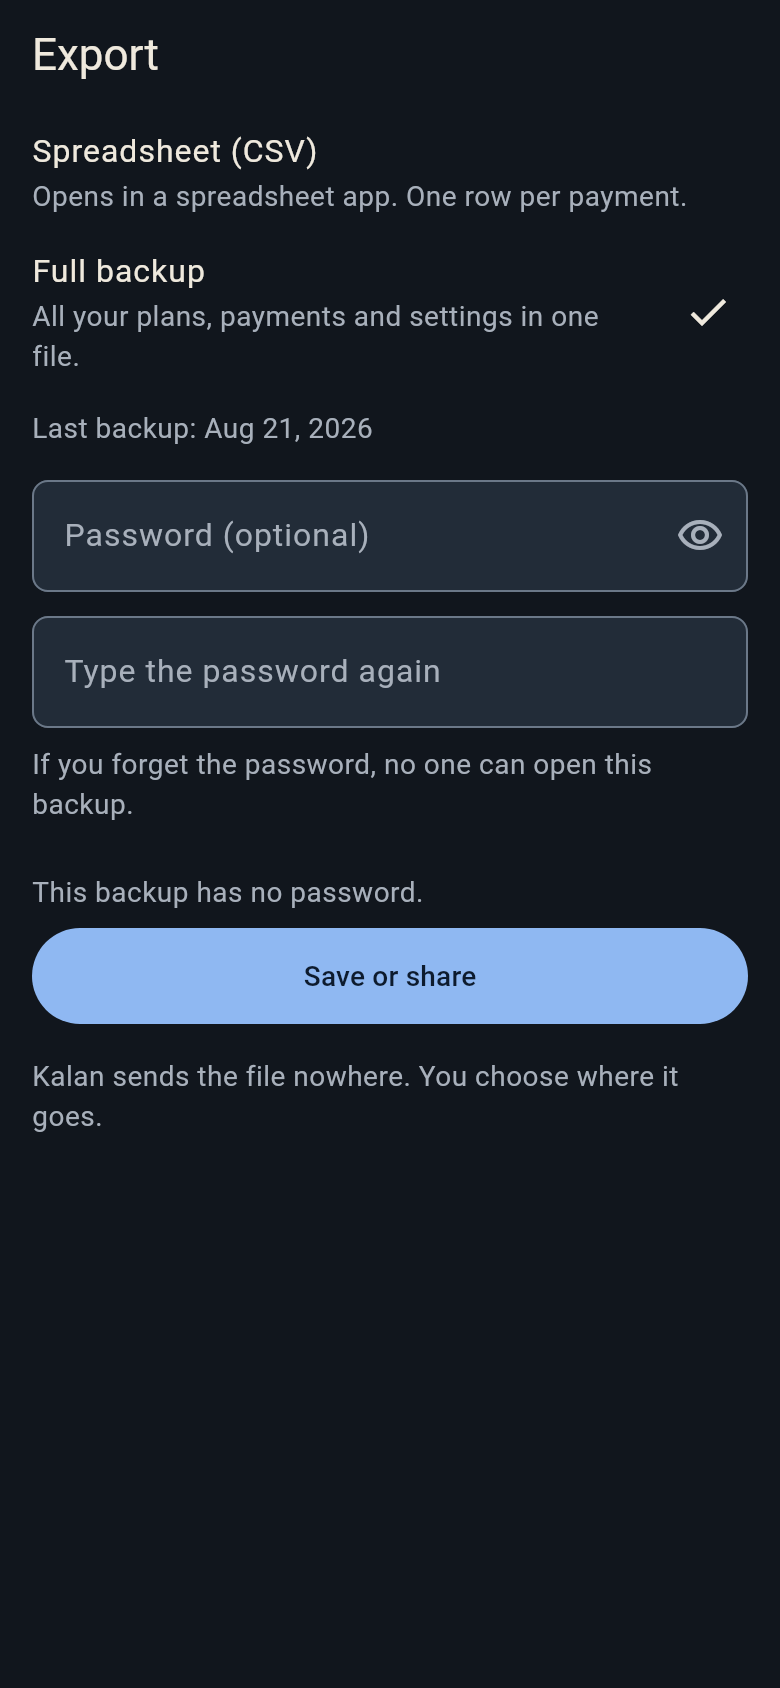 Export
Spreadsheet (CSV)
Opens in a spreadsheet app. One row per payment.
Full backup
All your plans, payments and settings in one
file.
Last backup: Aug 21, 2026
Password (optional)
Type the password again
If you forget the password, no one can open this
backup.
This backup has no password.
Save or share
Kalan sends the file nowhere. You choose where it
goes.